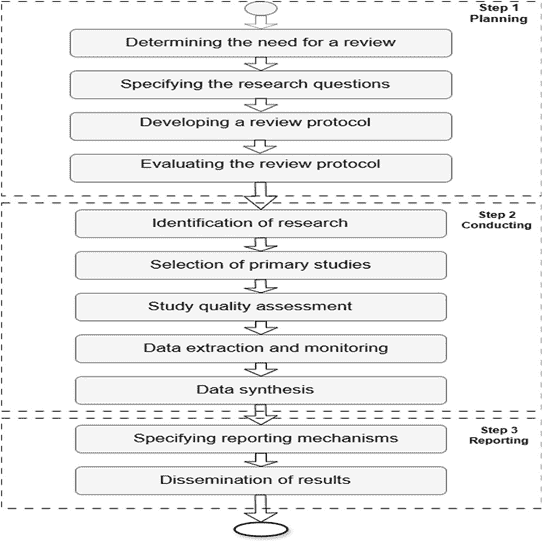 Step 1
Planning
Determining the need for a review
Specifying the research questions
Developing a review protocol
Evaluating the review protocol
Step 2
Conducting
Identification of research
Selection of primary studies
Study quality assessment
Data extraction and monitoring
Data synthesis
Step 3
Reporting
Specifying reporting mechanisms
Dissemination of results